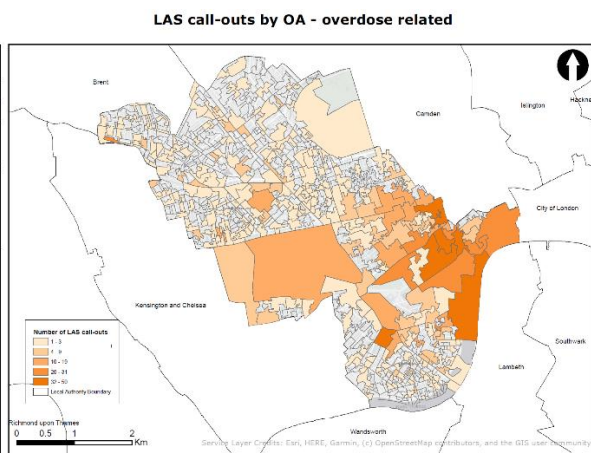 LAS call-outs by OA - overdose related
Brent
Camden
Islington
Hackne
City of London
Kensington and Chelsea
Southwark
Lambeth
Wandsworth
Richmond upon Thames
Number of LAS call-outs
1 - 3
4 - 9
10 - 19
20 - 31
32 - 50
Local Authority Boundary
0 0.5 1 2
Km
Service Layer Credits: Esri, HERE, Garmin, (c) OpenStreetMap contributors, and the GIS user community